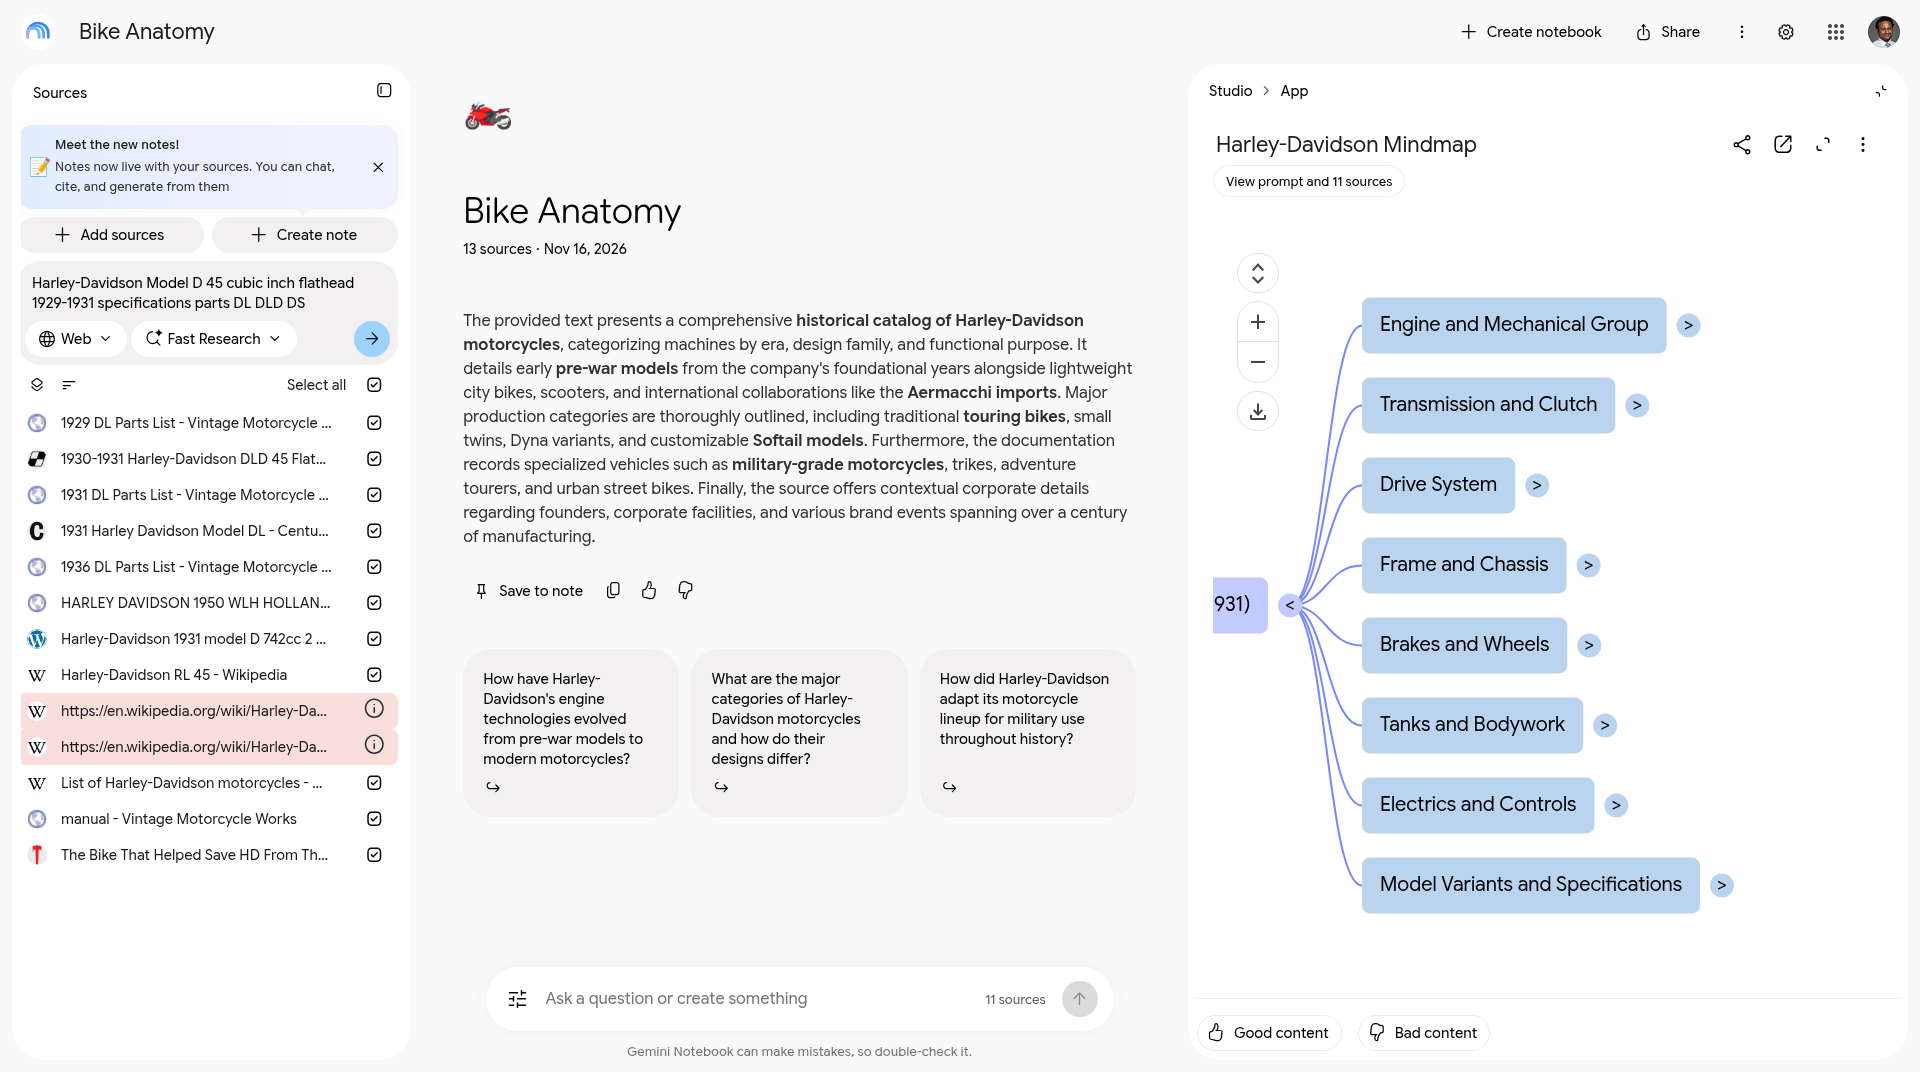 Bike Anatomy
Create notebook
Share
Sources
Meet the new notes!
Notes now live with your sources. You can chat,
cite, and generate from them
Add sources
Create note
Harley-Davidson Model D 45 cubic inch flathead
1929-1931 specifications parts DL DLD DS
Web
Fast Research
Select all
1929 DL Parts List - Vintage Motorcycle ...
1930-1931 Harley-Davidson DLD 45 Flat...
1931 DL Parts List - Vintage Motorcycle ...
1931 Harley Davidson Model DL - Centu...
1936 DL Parts List - Vintage Motorcycle ...
HARLEY DAVIDSON 1950 WLH HOLLAN...
Harley-Davidson 1931 model D 742cc 2 ...
Harley-Davidson RL 45 - Wikipedia
https://en.wikipedia.org/wiki/Harley-Da...
https://en.wikipedia.org/wiki/Harley-Da...
List of Harley-Davidson motorcycles - ...
manual - Vintage Motorcycle Works
The Bike That Helped Save HD From Th...
Bike Anatomy
13 sources · Nov 16, 2026
The provided text presents a comprehensive historical catalog of Harley-Davidson
motorcycles, categorizing machines by era, design family, and functional purpose. It
details early pre-war models from the company's foundational years alongside lightweight
city bikes, scooters, and international collaborations like the Aermacchi imports. Major
production categories are thoroughly outlined, including traditional touring bikes, small
twins, Dyna variants, and customizable Softail models. Furthermore, the documentation
records specialized vehicles such as military-grade motorcycles, trikes, adventure
tourers, and urban street bikes. Finally, the source offers contextual corporate details
regarding founders, corporate facilities, and various brand events spanning over a century
of manufacturing.
Save to note
How have Harley-
Davidson's engine
technologies evolved
from pre-war models to
modern motorcycles?
What are the major
categories of Harley-
Davidson motorcycles
and how do their
designs differ?
How did Harley-Davidson
adapt its motorcycle
lineup for military use
throughout history?
Ask a question or create something
11 sources
Gemini Notebook can make mistakes, so double-check it.
Studio > App
Harley-Davidson Mindmap
View prompt and 11 sources
931)
<
Engine and Mechanical Group >
Transmission and Clutch >
Drive System >
Frame and Chassis >
Brakes and Wheels >
Tanks and Bodywork >
Electrics and Controls >
Model Variants and Specifications >
Good content
Bad content